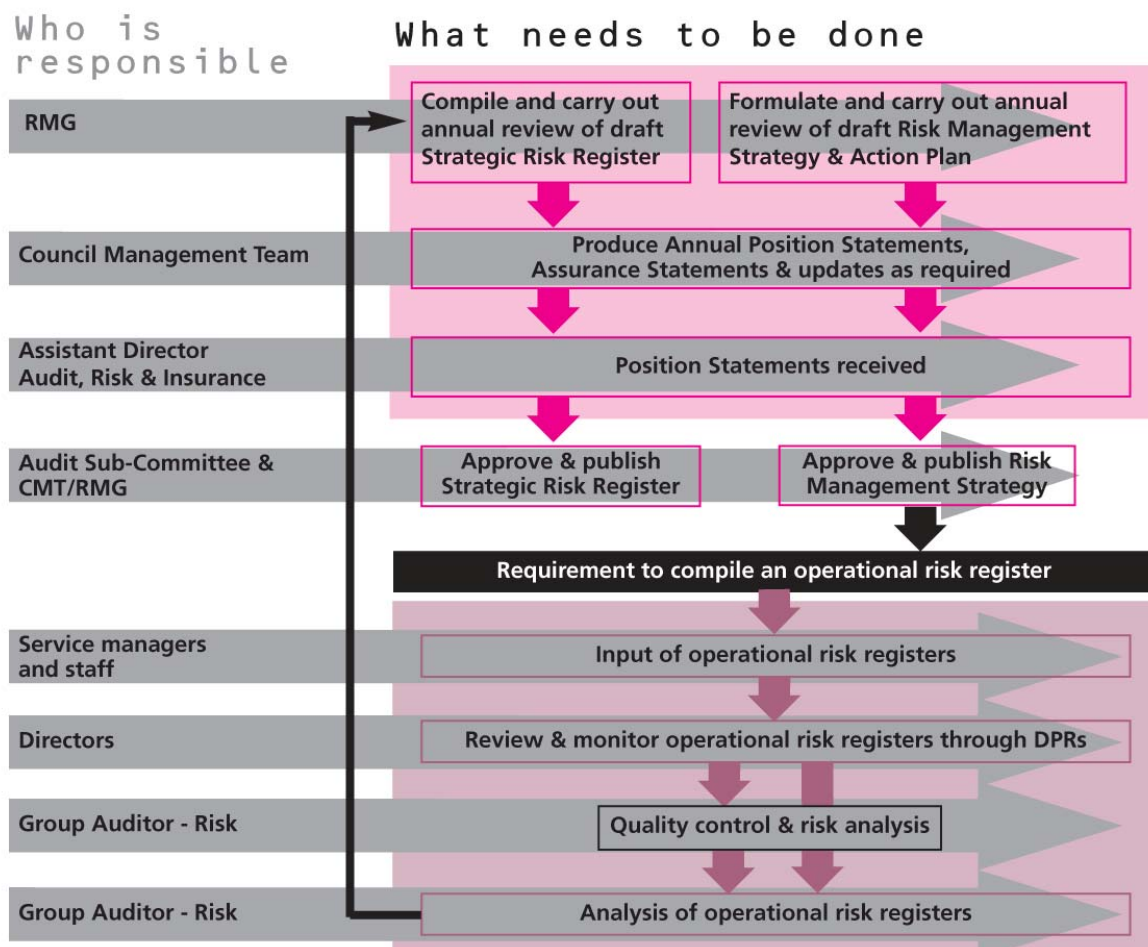 Who is
responsible
What needs to be done
RMG
Compile and carry out
annual review of draft
Strategic Risk Register
Formulate and carry out annual
review of draft Risk Management
Strategy & Action Plan
Council Management Team
Produce Annual Position Statements,
Assurance Statements & updates as required
Assistant Director
Audit, Risk & Insurance
Position Statements received
Audit Sub-Committee &
CMT/RMG
Approve & publish
Strategic Risk Register
Approve & publish Risk
Management Strategy
Requirement to compile an operational risk register
Service managers
and staff
Input of operational risk registers
Directors
Review & monitor operational risk registers through DPRs
Group Auditor - Risk
Quality control & risk analysis
Group Auditor - Risk
Analysis of operational risk registers